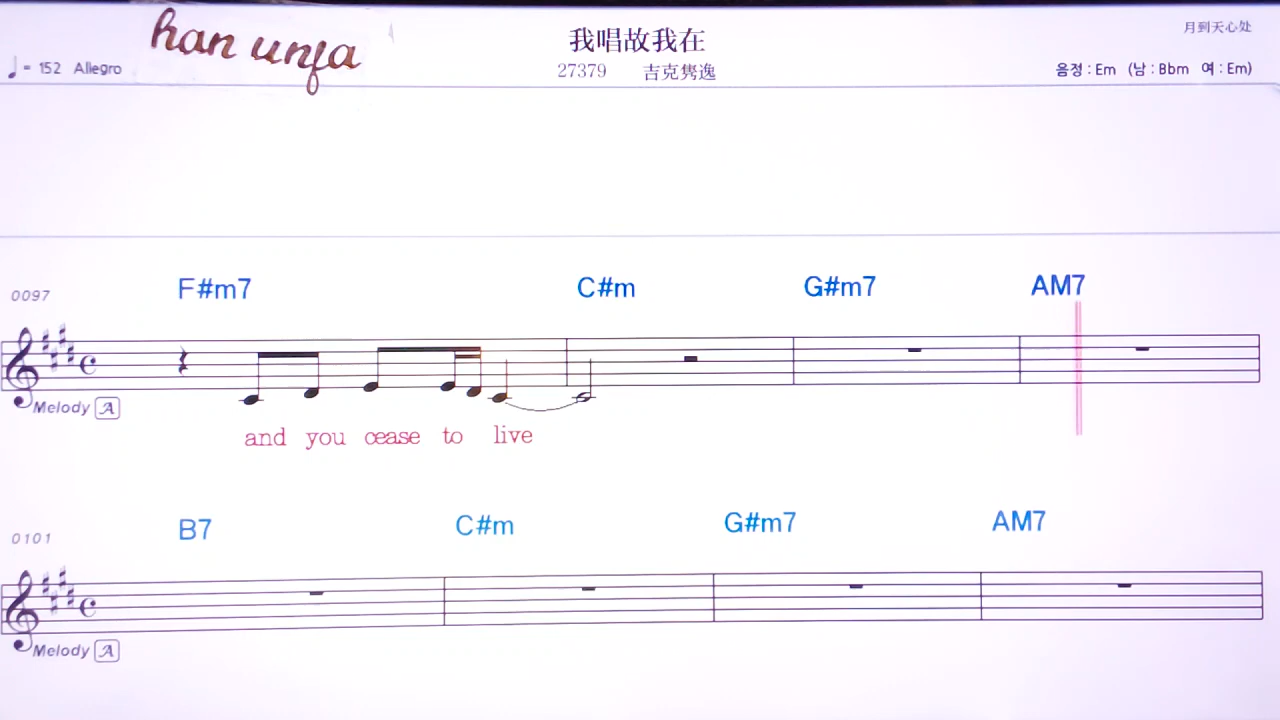 han unfa
我唱故我在
月到天心处
♩= 152 Allegro
27379 吉克隽逸
음정 : Em (남 : Bbm 여 : Em)
F#m7 C#m G#m7 AM7
0097
Melody A
and you cease to live
B7 C#m G#m7 AM7
0101
Melody A